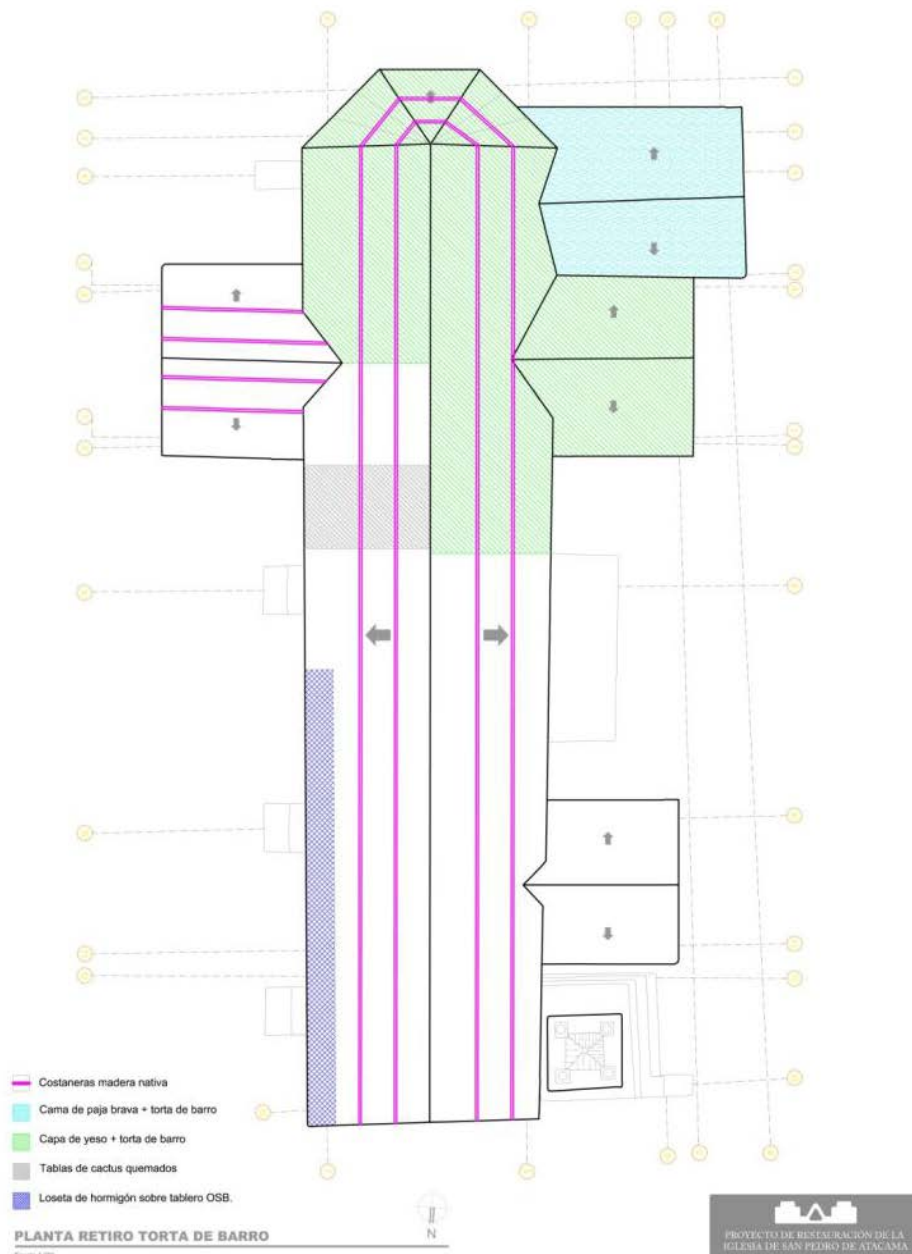 Costaneras madera nativa
Cama de paja brava + torta de barro
Capa de yeso + torta de barro
Tablas de cactus quemados
Loseta de hormigón sobre tablero OSB.
PLANTA RETIRO TORTA DE BARRO
N
PROYECTO DE RESTAURACIÓN DE LA
IGLESIA DE SAN PEDRO DE ATACAMA